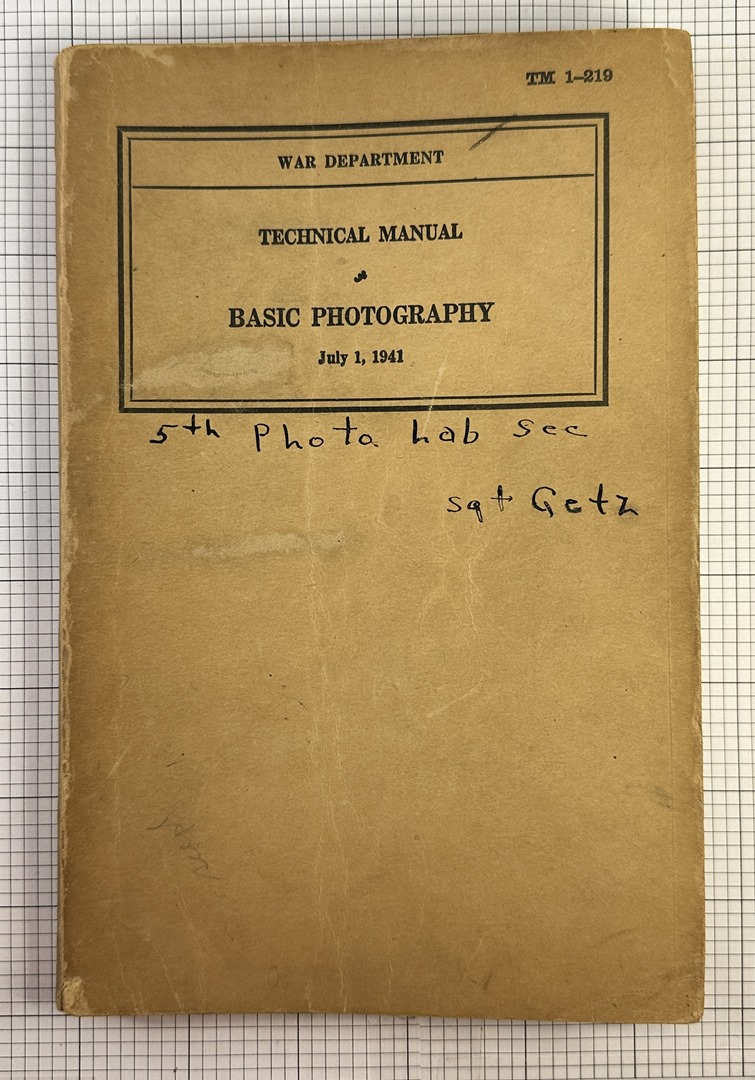 TM 1–219
WAR DEPARTMENT
TECHNICAL MANUAL
BASIC PHOTOGRAPHY
July 1, 1941
5th Photo Lab Sec
Sgt Getz